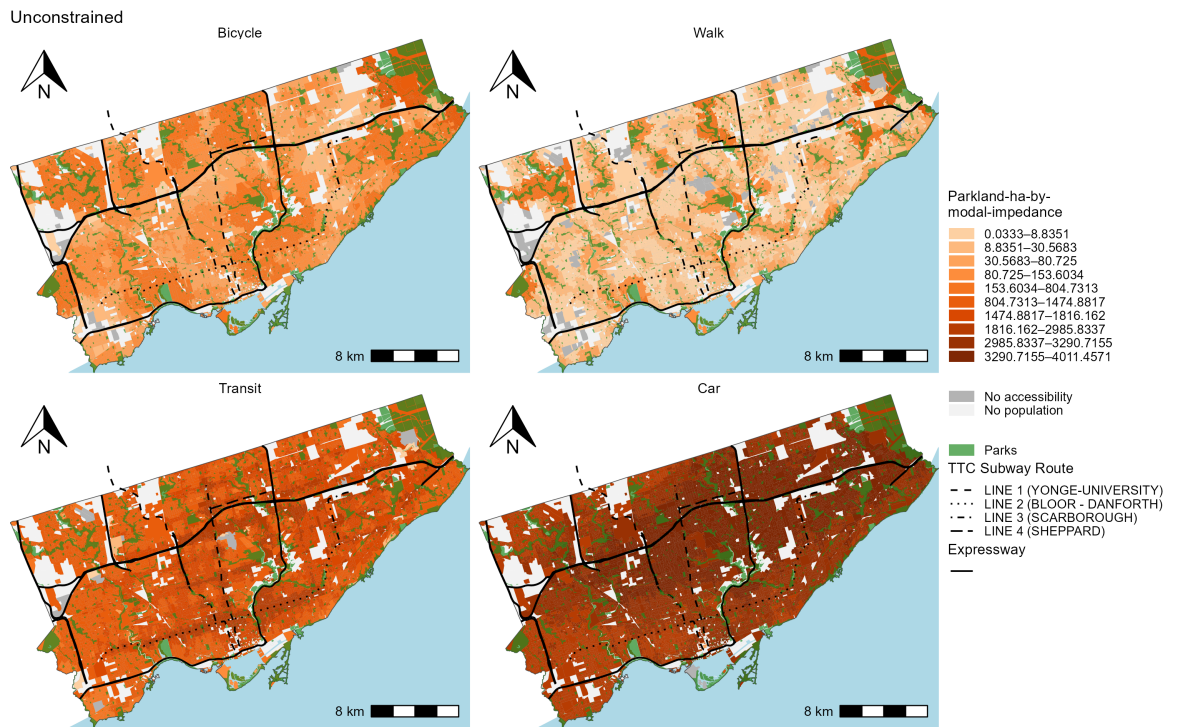 Unconstrained
Bicycle
Walk
N
N
8 km
8 km
Transit
Car
N
N
8 km
8 km
Parkland-ha-by-
modal-impedance
0.0333–8.8351
8.8351–30.5683
30.5683–80.725
80.725–153.6034
153.6034–804.7313
804.7313–1474.8817
1474.8817–1816.162
1816.162–2985.8337
2985.8337–3290.7155
3290.7155–4011.4571
No accessibility
No population
Parks
TTC Subway Route
LINE 1 (YONGE-UNIVERSITY)
LINE 2 (BLOOR - DANFORTH)
LINE 3 (SCARBOROUGH)
LINE 4 (SHEPPARD)
Expressway